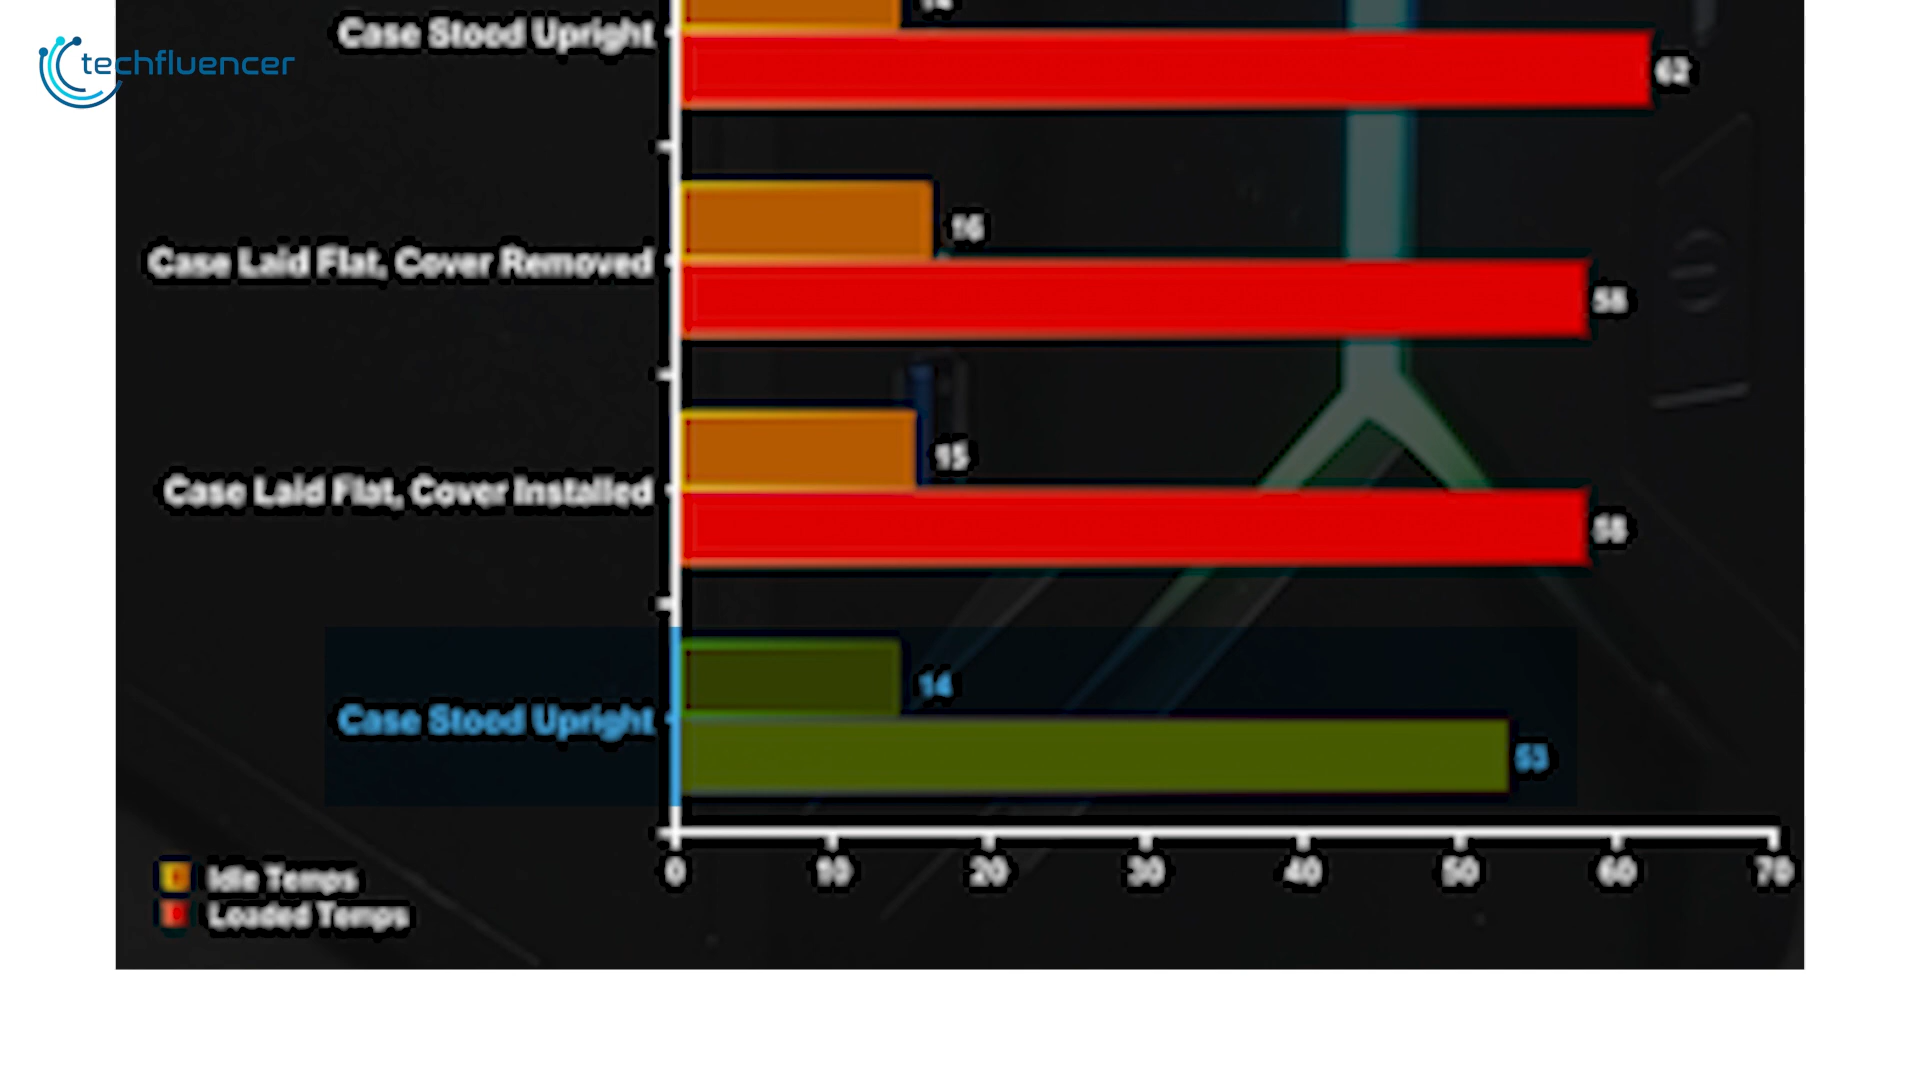 techfluencer
Case Stood Upright
14
62
Case Laid Flat, Cover Removed
16
58
Case Laid Flat, Cover Installed
15
58
Case Stood Upright
14
53
0 10 20 30 40 50 60 70
Idle Temps
Loaded Temps